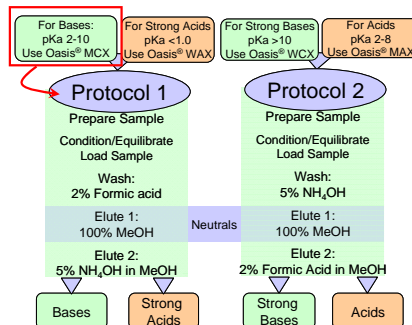 For Bases:
pKa 2-10
Use Oasis® MCX
For Strong Acids
pKa <1.0
Use Oasis® WAX
For Strong Bases
pKa >10
Use Oasis® WCX
For Acids
pKa 2-8
Use Oasis® MAX
Protocol 1
Prepare Sample
Condition/Equilibrate
Load Sample
Wash:
2% Formic acid
Elute 1:
100% MeOH
Elute 2:
5% NH₄OH in MeOH
Bases
Strong
Acids
Neutrals
Protocol 2
Prepare Sample
Condition/Equilibrate
Load Sample
Wash:
5% NH₄OH
Elute 1:
100% MeOH
Elute 2:
2% Formic Acid in MeOH
Strong
Bases
Acids